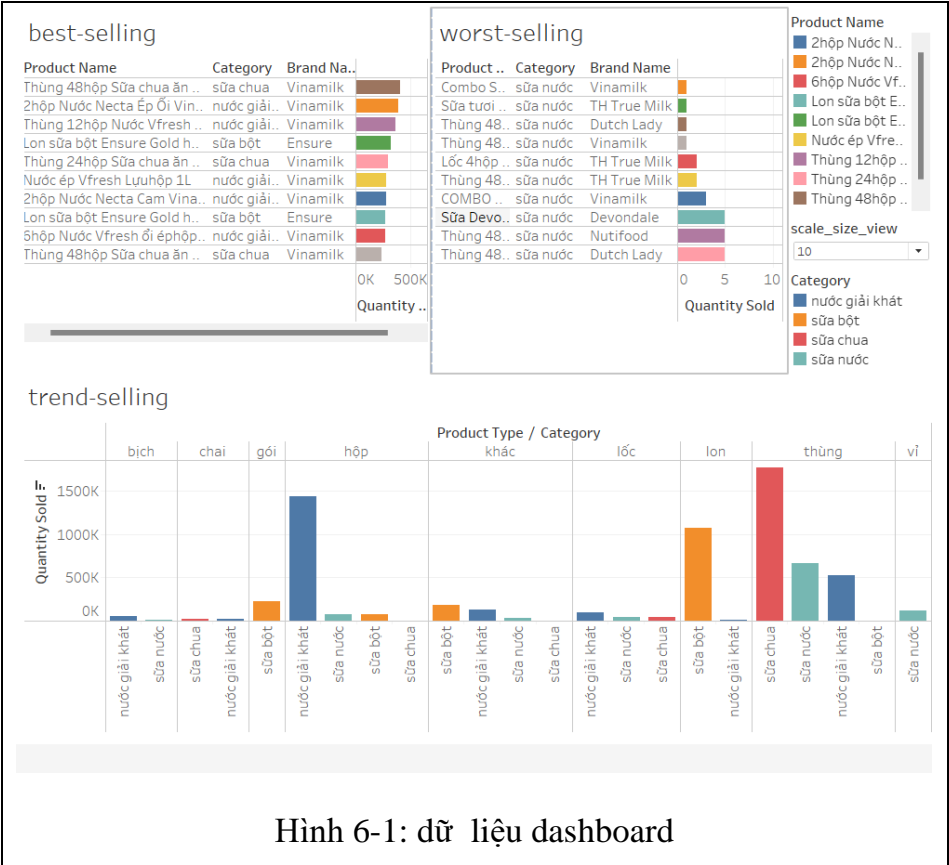 best-selling
Product Name Category Brand Na..
Thùng 48hộp Sữa chua ăn .. sữa chua Vinamilk
2hộp Nước Necta Ép Ổi Vin.. nước giải.. Vinamilk
Thùng 12hộp Nước Vfresh .. nước giải.. Vinamilk
Lon sữa bột Ensure Gold h.. sữa bột Ensure
Thùng 24hộp Sữa chua ăn .. sữa chua Vinamilk
Nước ép Vfresh Lựuhộp 1L nước giải.. Vinamilk
2hộp Nước Necta Cam Vina.. nước giải.. Vinamilk
Lon sữa bột Ensure Gold h.. sữa bột Ensure
6hộp Nước Vfresh ổi éphộp.. nước giải.. Vinamilk
Thùng 48hộp Sữa chua ăn .. sữa chua Vinamilk
0K 500K
Quantity ..
worst-selling
Product .. Category Brand Name
Combo S.. sữa nước Vinamilk
Sữa tươi .. sữa nước TH True Milk
Thùng 48.. sữa nước Dutch Lady
Thùng 48.. sữa nước Vinamilk
Lốc 4hộp .. sữa nước TH True Milk
Thùng 48.. sữa nước TH True Milk
COMBO .. sữa nước Vinamilk
Sữa Devo.. sữa nước Devondale
Thùng 48.. sữa nước Nutifood
Thùng 48.. sữa nước Dutch Lady
0 5 10
Quantity Sold
Product Name
2hộp Nước N..
2hộp Nước N..
6hộp Nước Vf..
Lon sữa bột E..
Lon sữa bột E..
Nước ép Vfre..
Thùng 12hộp ..
Thùng 24hộp ..
Thùng 48hộp ..
scale_size_view
10
Category
nước giải khát
sữa bột
sữa chua
sữa nước
trend-selling
Product Type / Category
bịch chai gói hộp khác lốc lon thùng vỉ
Quantity Sold
1500K
1000K
500K
0K
nước giải khát
sữa nước
sữa chua
nước giải khát
sữa bột
nước giải khát
sữa nước
sữa bột
sữa chua
sữa bột
nước giải khát
sữa nước
sữa chua
nước giải khát
sữa nước
sữa chua
sữa bột
nước giải khát
sữa chua
sữa nước
nước giải khát
sữa bột
sữa nước
Hình 6-1: dữ liệu dashboard